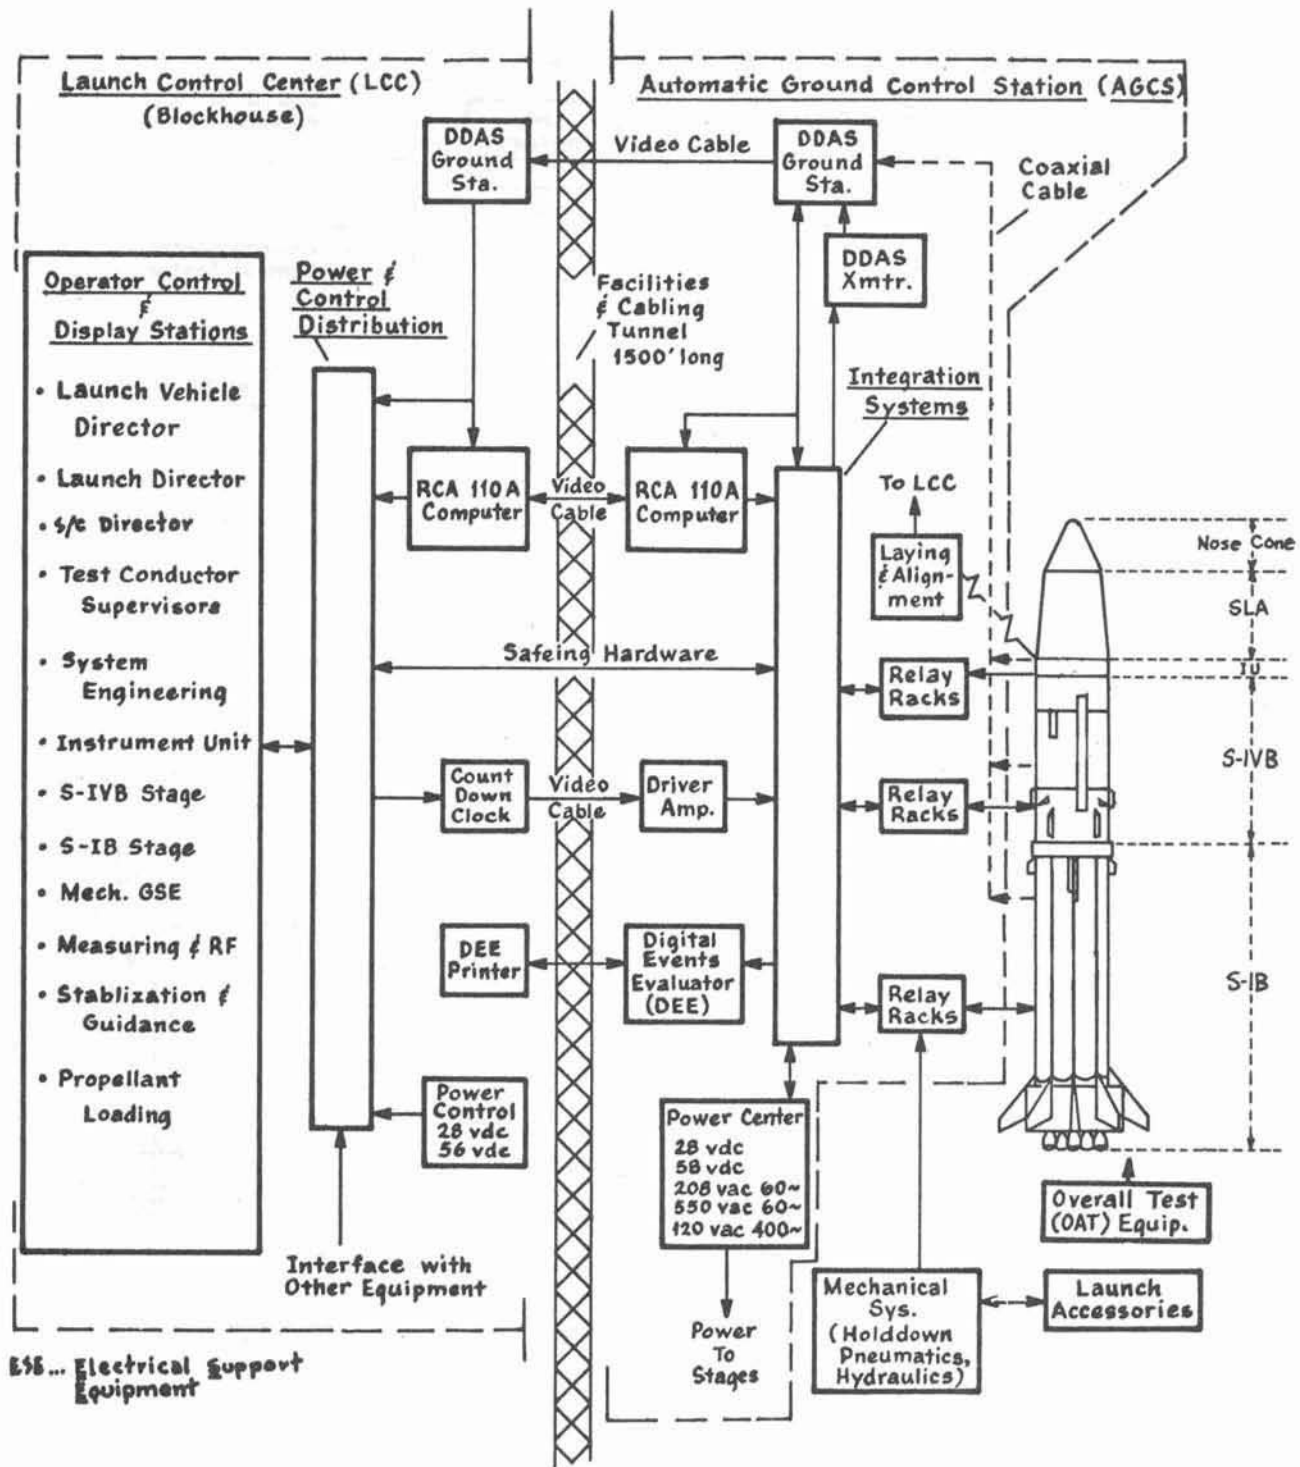 Launch Control Center (LCC)
(Blockhouse)
Automatic Ground Control Station (AGCS)
DDAS
Ground
Sta.
Video Cable
DDAS
Ground
Sta.
Coaxial
Cable
DDAS
Xmtr.
Operator Control
&
Display Stations
• Launch Vehicle
Director
• Launch Director
• S/C Director
• Test Conductor
Supervisors
• System
Engineering
• Instrument Unit
• S-IVB Stage
• S-IB Stage
• Mech. GSE
• Measuring & RF
• Stablization &
Guidance
• Propellant
Loading
Power &
Control
Distribution
Facilities
& Cabling
Tunnel
1500' long
Integration
Systems
RCA 110A
Computer
Video
Cable
RCA 110A
Computer
To LCC
Laying
& Align-
ment
Nose Cone
SLA
IU
S-IVB
S-IB
Safeing Hardware
Relay
Racks
Count
Down
Clock
Video
Cable
Driver
Amp.
Relay
Racks
DEE
Printer
Digital
Events
Evaluator
(DEE)
Relay
Racks
Power
Control
28 vdc
56 vdc
Power Center
28 vdc
58 vdc
208 vac 60~
550 vac 60~
120 vac 400~
Overall Test
(OAT) Equip.
Interface with
Other Equipment
Power
To
Stages
Mechanical
Sys.
(Holddown
Pneumatics,
Hydraulics)
Launch
Accessories
ESE... Electrical Support
Equipment